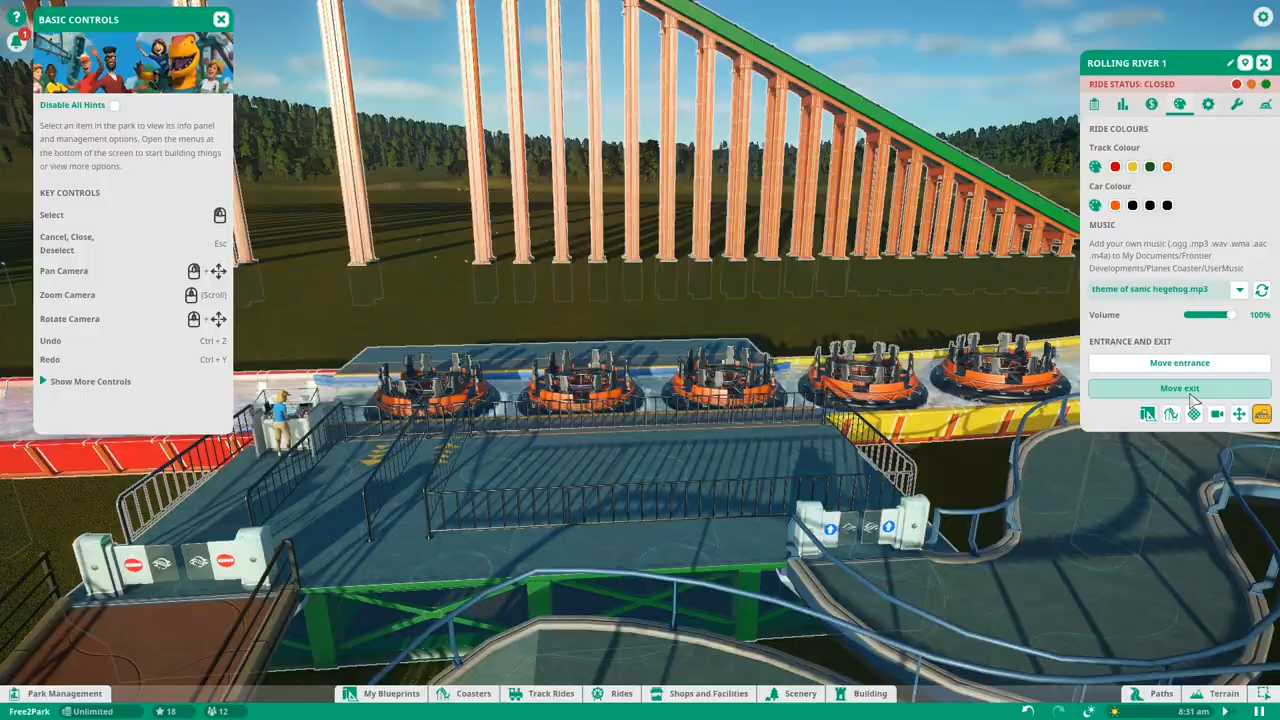 ?
1
BASIC CONTROLS
Disable All Hints
Select an item in the park to view its info panel
and management options. Open the menus at
the bottom of the screen to start building things
or view more options.
KEY CONTROLS
Select
Cancel, Close,
Deselect
Esc
Pan Camera
+
Zoom Camera
(Scroll)
Rotate Camera
+
Undo
Ctrl + Z
Redo
Ctrl + Y
Show More Controls
ROLLING RIVER 1
RIDE STATUS: CLOSED
RIDE COLOURS
Track Colour
Car Colour
MUSIC
Add your own music (.ogg .mp3 .wav .wma .aac
.m4a) to My Documents/Frontier
Developments/Planet Coaster/UserMusic
theme of sanic hegehog.mp3
Volume
100%
ENTRANCE AND EXIT
Move entrance
Move exit
Park Management
My Blueprints
Coasters
Track Rides
Rides
Shops and Facilities
Scenery
Building
Paths
Terrain
Free2Park
Unlimited
18
12
8:31 am